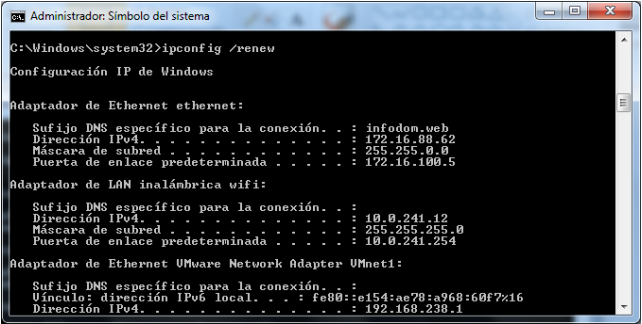 Administrador: Símbolo del sistema
C:\Windows\system32>ipconfig /renew
Configuración IP de Windows
Adaptador de Ethernet ethernet:
Sufijo DNS específico para la conexión. . : infodom.web
Dirección IPv4. . . . . . . . . . . . . . : 172.16.88.62
Máscara de subred . . . . . . . . . . . . : 255.255.0.0
Puerta de enlace predeterminada . . . . . : 172.16.100.5
Adaptador de LAN inalámbrica wifi:
Sufijo DNS específico para la conexión. . :
Dirección IPv4. . . . . . . . . . . . . . : 10.0.241.12
Máscara de subred . . . . . . . . . . . . : 255.255.255.0
Puerta de enlace predeterminada . . . . . : 10.0.241.254
Adaptador de Ethernet VMware Network Adapter VMnet1:
Sufijo DNS específico para la conexión. . :
Vínculo: dirección IPv6 local. . . : fe80::e154:ae78:a968:60f7%16
Dirección IPv4. . . . . . . . . . . . . . : 192.168.238.1